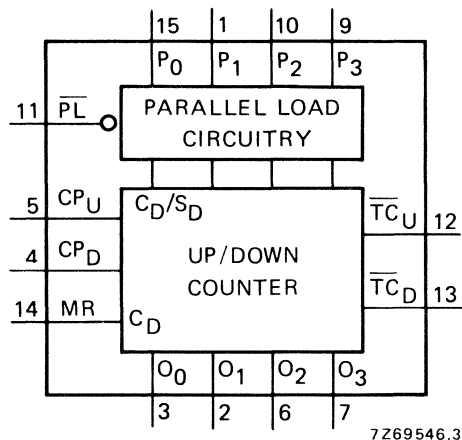 15 1 10 9
P0 P1 P2 P3
11 PL
PARALLEL LOAD
CIRCUITRY
5 CPU
CD/SD
TCU 12
4 CPD
UP/DOWN
COUNTER
TCD 13
14 MR
CD
O0 O1 O2 O3
3 2 6 7
7Z69546.3